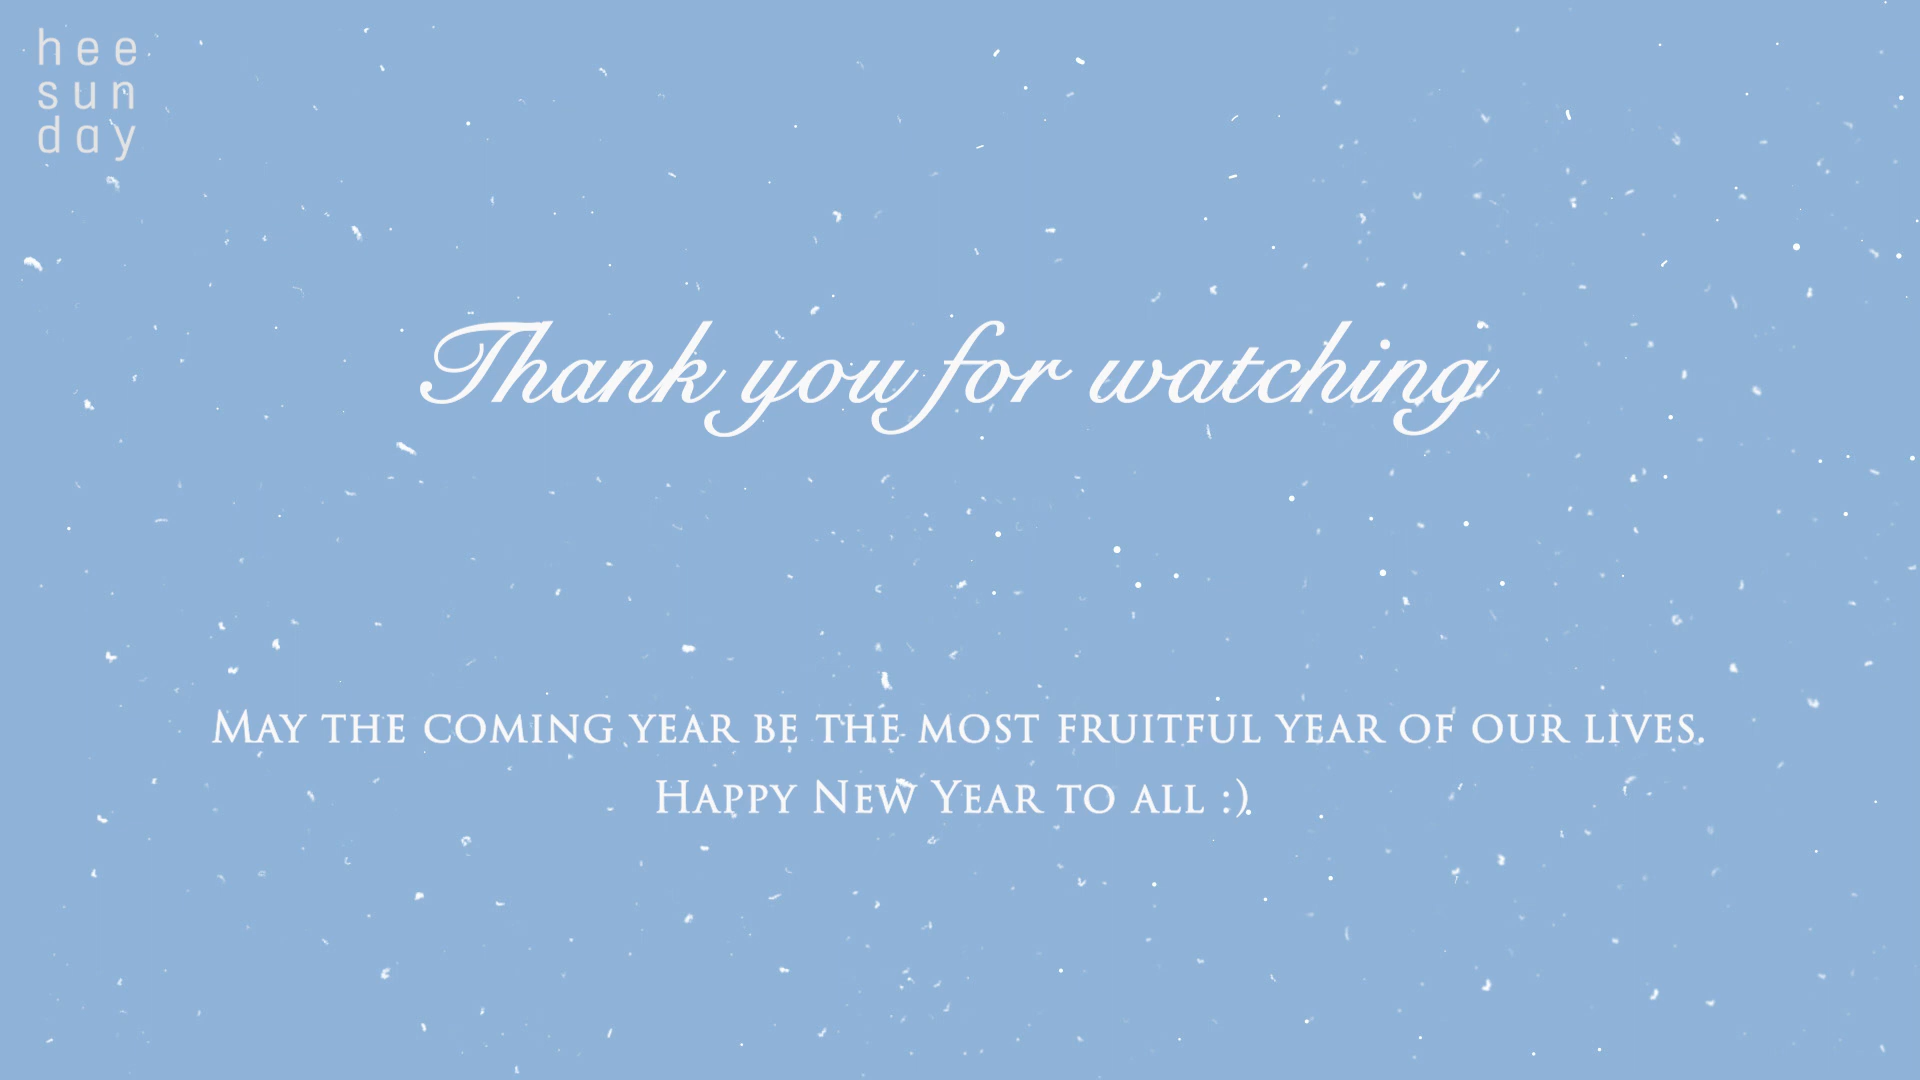 hee
sun
day
Thank you for watching
May the coming year be the most fruitful year of our lives.
Happy New Year to all :)